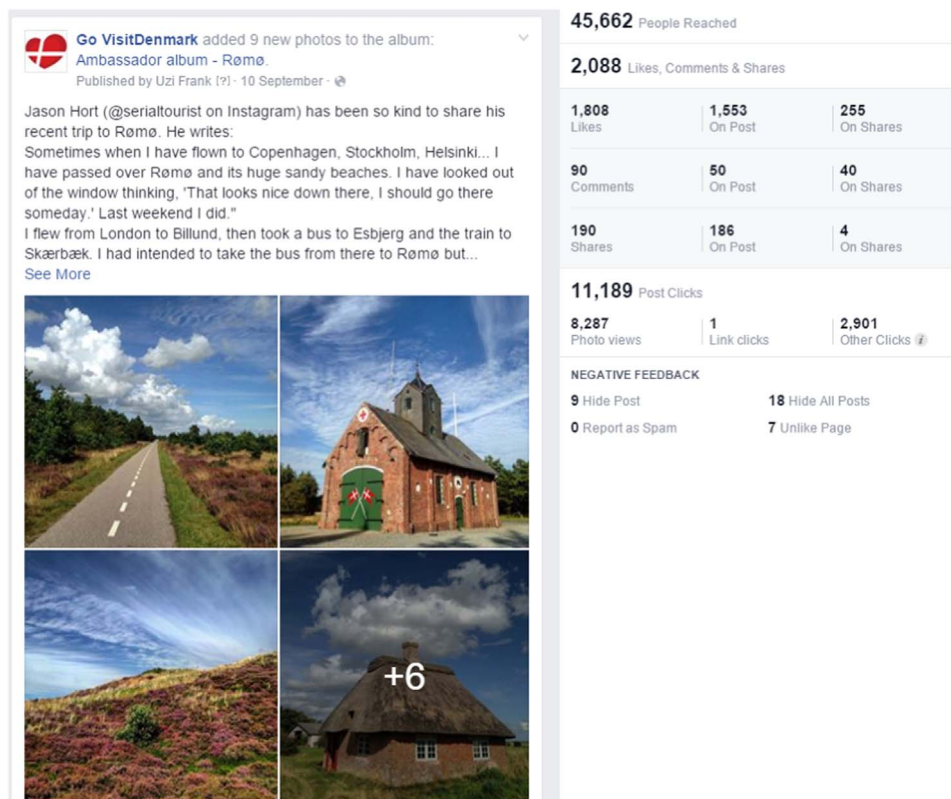 Go VisitDenmark added 9 new photos to the album:
Ambassador album - Rømø.
Published by Uzi Frank [?] · 10 September ·
Jason Hort (@serialtourist on Instagram) has been so kind to share his
recent trip to Rømø. He writes:
Sometimes when I have flown to Copenhagen, Stockholm, Helsinki... I
have passed over Rømø and its huge sandy beaches. I have looked out
of the window thinking, 'That looks nice down there, I should go there
someday.' Last weekend I did."
I flew from London to Billund, then took a bus to Esbjerg and the train to
Skærbæk. I had intended to take the bus from there to Rømø but...
See More
+6
45,662 People Reached
2,088 Likes, Comments & Shares
1,808 1,553 255
Likes On Post On Shares
90 50 40
Comments On Post On Shares
190 186 4
Shares On Post On Shares
11,189 Post Clicks
8,287 1 2,901
Photo views Link clicks Other Clicks i
NEGATIVE FEEDBACK
9 Hide Post 18 Hide All Posts
0 Report as Spam 7 Unlike Page